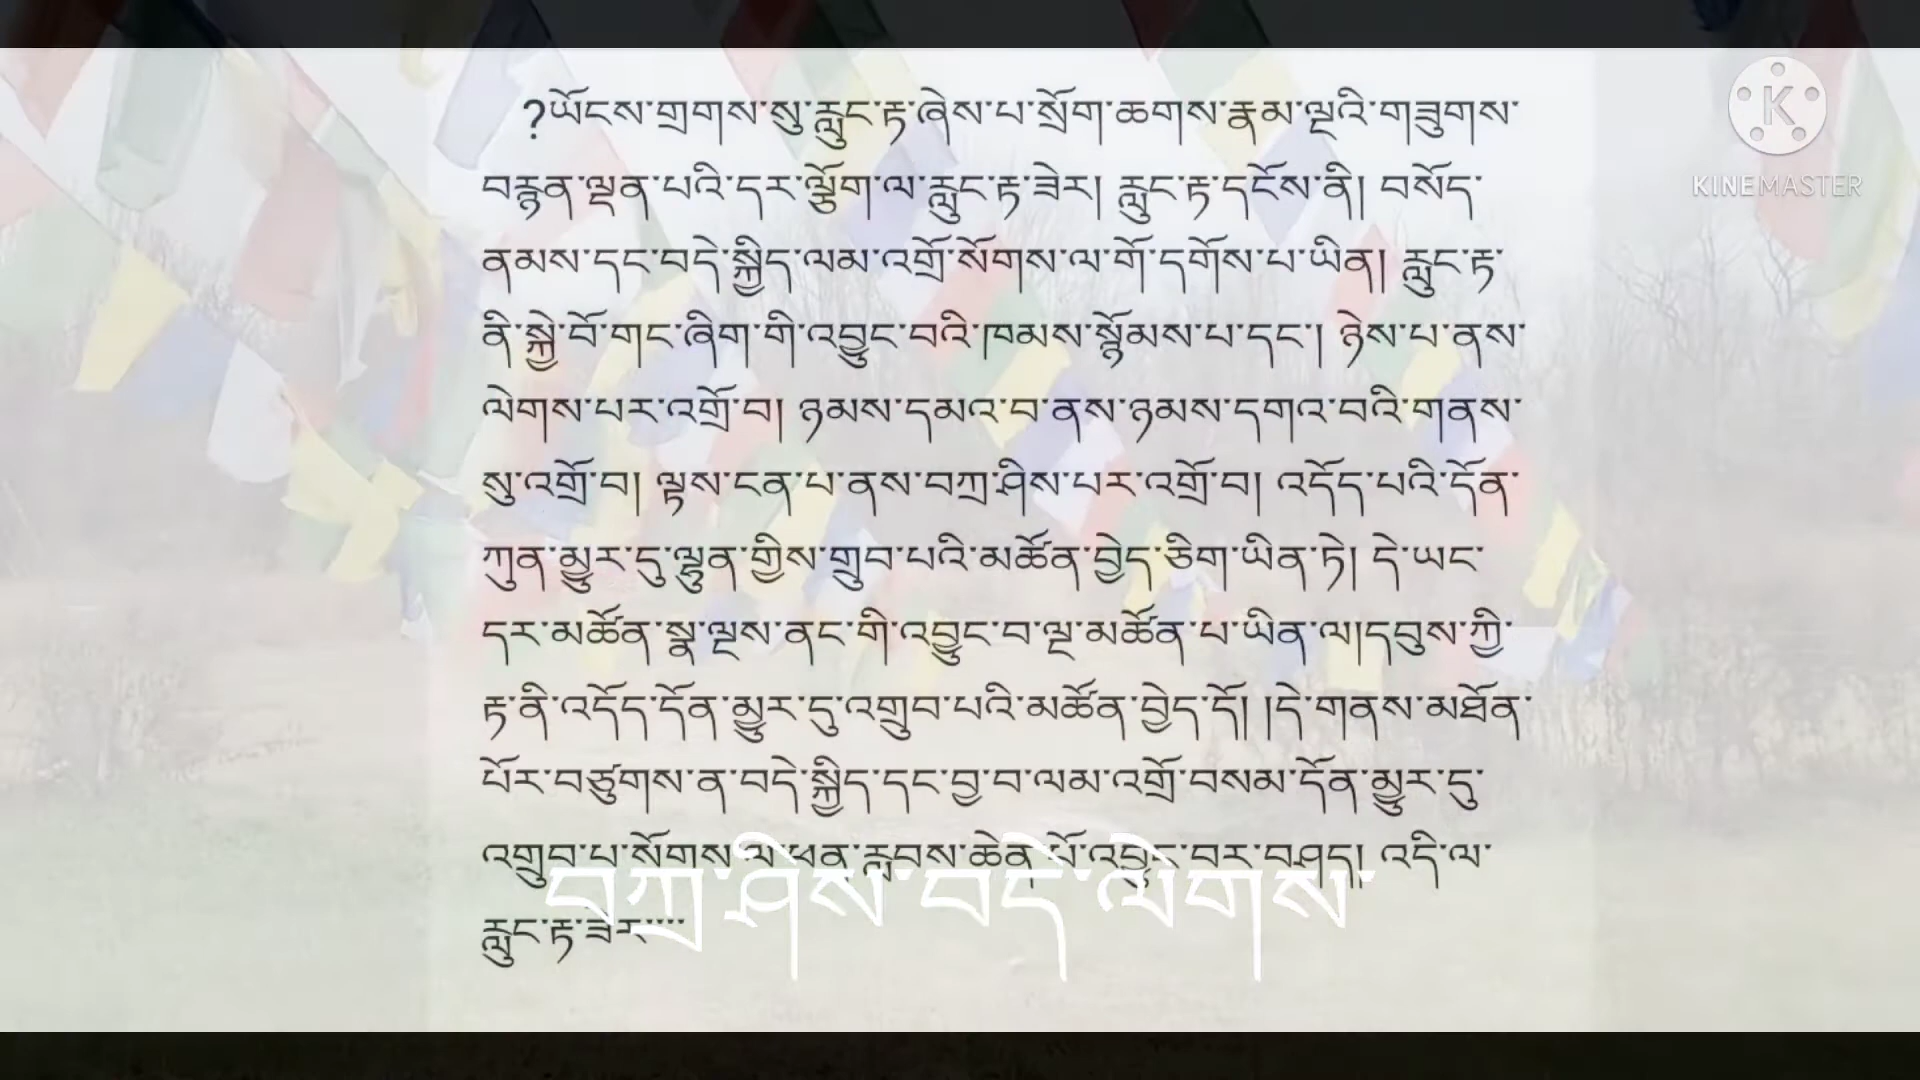 ?ཡོངས་གྲགས་སུ་རླུང་རྟ་ཞེས་པ་སྲོག་ཆགས་རྣམ་ལྔའི་གཟུགས་
བརྙན་ལྡན་པའི་དར་ལྕོག་ལ་རླུང་རྟ་ཟེར། རླུང་རྟ་དངོས་ནི། བསོད་
ནམས་དང་བདེ་སྐྱིད་ལམ་འགྲོ་སོགས་ལ་གོ་དགོས་པ་ཡིན། རླུང་རྟ་
ནི་སྐྱེ་བོ་གང་ཞིག་གི་འབྱུང་བའི་ཁམས་སྙོམས་པ་དང་། ཉེས་པ་ནས་
ལེགས་པར་འགྲོ་བ། ཉམས་དམའ་བ་ནས་ཉམས་དགའ་བའི་གནས་
སུ་འགྲོ་བ། ལྟས་ངན་པ་ནས་བཀྲ་ཤིས་པར་འགྲོ་བ། འདོད་པའི་དོན་
ཀུན་མྱུར་དུ་ལྷུན་གྱིས་གྲུབ་པའི་མཚོན་བྱེད་ཅིག་ཡིན་ཏེ། དེ་ཡང་
དར་མཚོན་སྣ་ལྔས་ནང་གི་འབྱུང་བ་ལྔ་མཚོན་པ་ཡིན་ལ།དབུས་ཀྱི་
རྟ་ནི་འདོད་དོན་མྱུར་དུ་འགྲུབ་པའི་མཚོན་བྱེད་དོ། །དེ་གནས་མཐོན་
པོར་བཙུགས་ན་བདེ་སྐྱིད་དང་བྱ་བ་ལམ་འགྲོ་བསམ་དོན་མྱུར་དུ་
འགྲུབ་པ་སོགས་ལ་ཕན་རླབས་ཆེན་པོ་འབྱུང་བར་བཤད། འདི་ལ་
རླུང་རྟ་ཟེར་་་་
བཀྲ་ཤིས་བདེ་ལེགས་
KINEMASTER